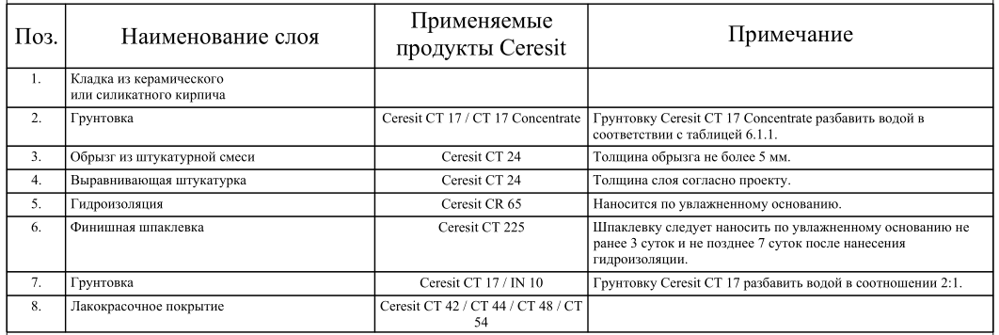 Поз.
Наименование слоя
Применяемые
продукты Ceresit
Примечание
1.
Кладка из керамического
или силикатного кирпича
2.
Грунтовка
Ceresit CT 17 / CT 17 Concentrate
Грунтовку Ceresit CT 17 Concentrate разбавить водой в
соответствии с таблицей 6.1.1.
3.
Обрызг из штукатурной смеси
Ceresit CT 24
Толщина обрызга не более 5 мм.
4.
Выравнивающая штукатурка
Ceresit CT 24
Толщина слоя согласно проекту.
5.
Гидроизоляция
Ceresit CR 65
Наносится по увлажненному основанию.
6.
Финишная шпаклевка
Ceresit CT 225
Шпаклевку следует наносить по увлажненному основанию не
ранее 3 суток и не позднее 7 суток после нанесения
гидроизоляции.
7.
Грунтовка
Ceresit CT 17 / IN 10
Грунтовку Ceresit CT 17 разбавить водой в соотношении 2:1.
8.
Лакокрасочное покрытие
Ceresit CT 42 / CT 44 / CT 48 / CT
54